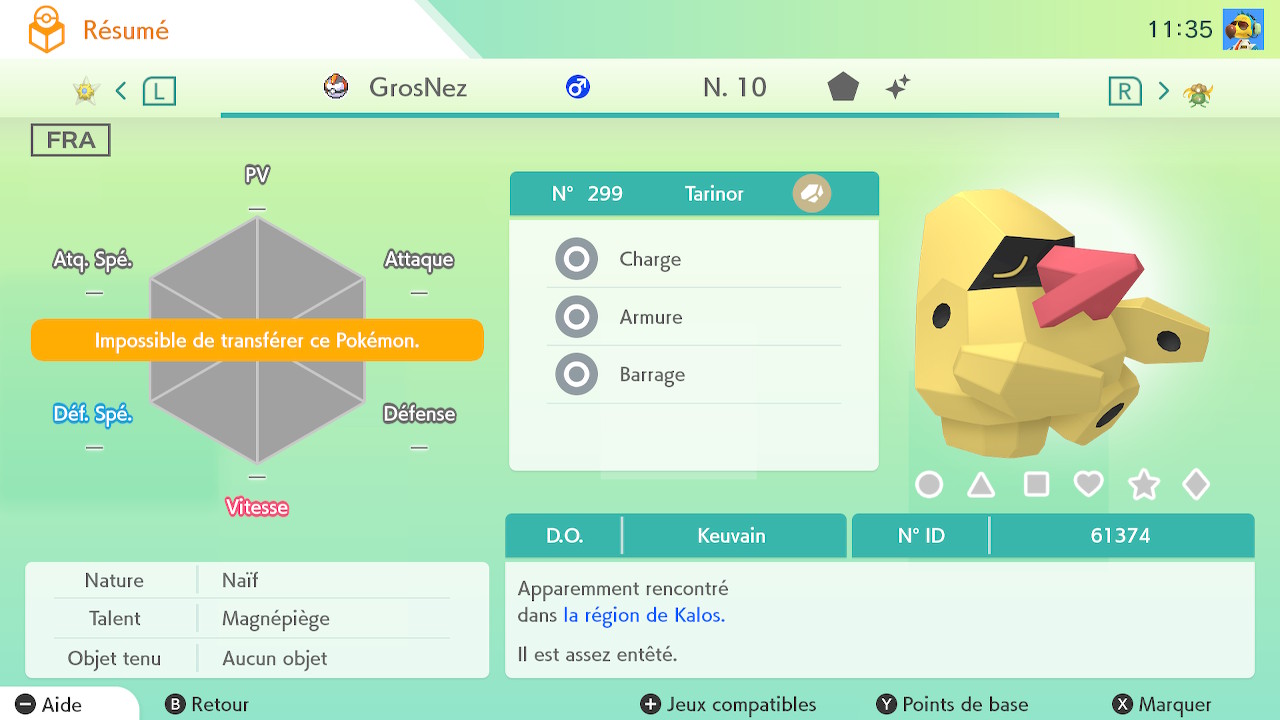 Résumé
11:35
L
GrosNez
N. 10
R
FRA
PV
Atq. Spé.
Attaque
Impossible de transférer ce Pokémon.
Déf. Spé.
Défense
Vitesse
N° 299 Tarinor
Charge
Armure
Barrage
D.O. Keuvain
N° ID 61374
Nature Naïf
Talent Magnépiège
Objet tenu Aucun objet
Apparemment rencontré
dans la région de Kalos.
Il est assez entêté.
Aide
B Retour
Jeux compatibles
Y Points de base
X Marquer